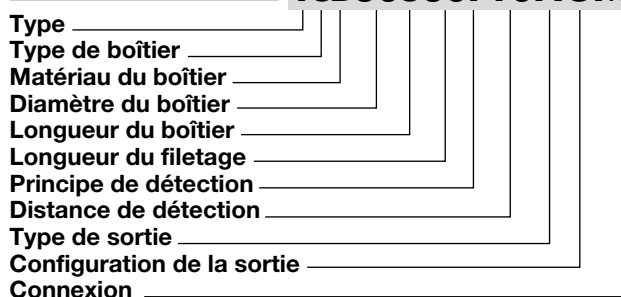 Type
Type de boîtier
Matériau du boîtier
Diamètre du boîtier
Longueur du boîtier
Longueur du filetage
Principe de détection
Distance de détection
Type de sortie
Configuration de la sortie
Connexion